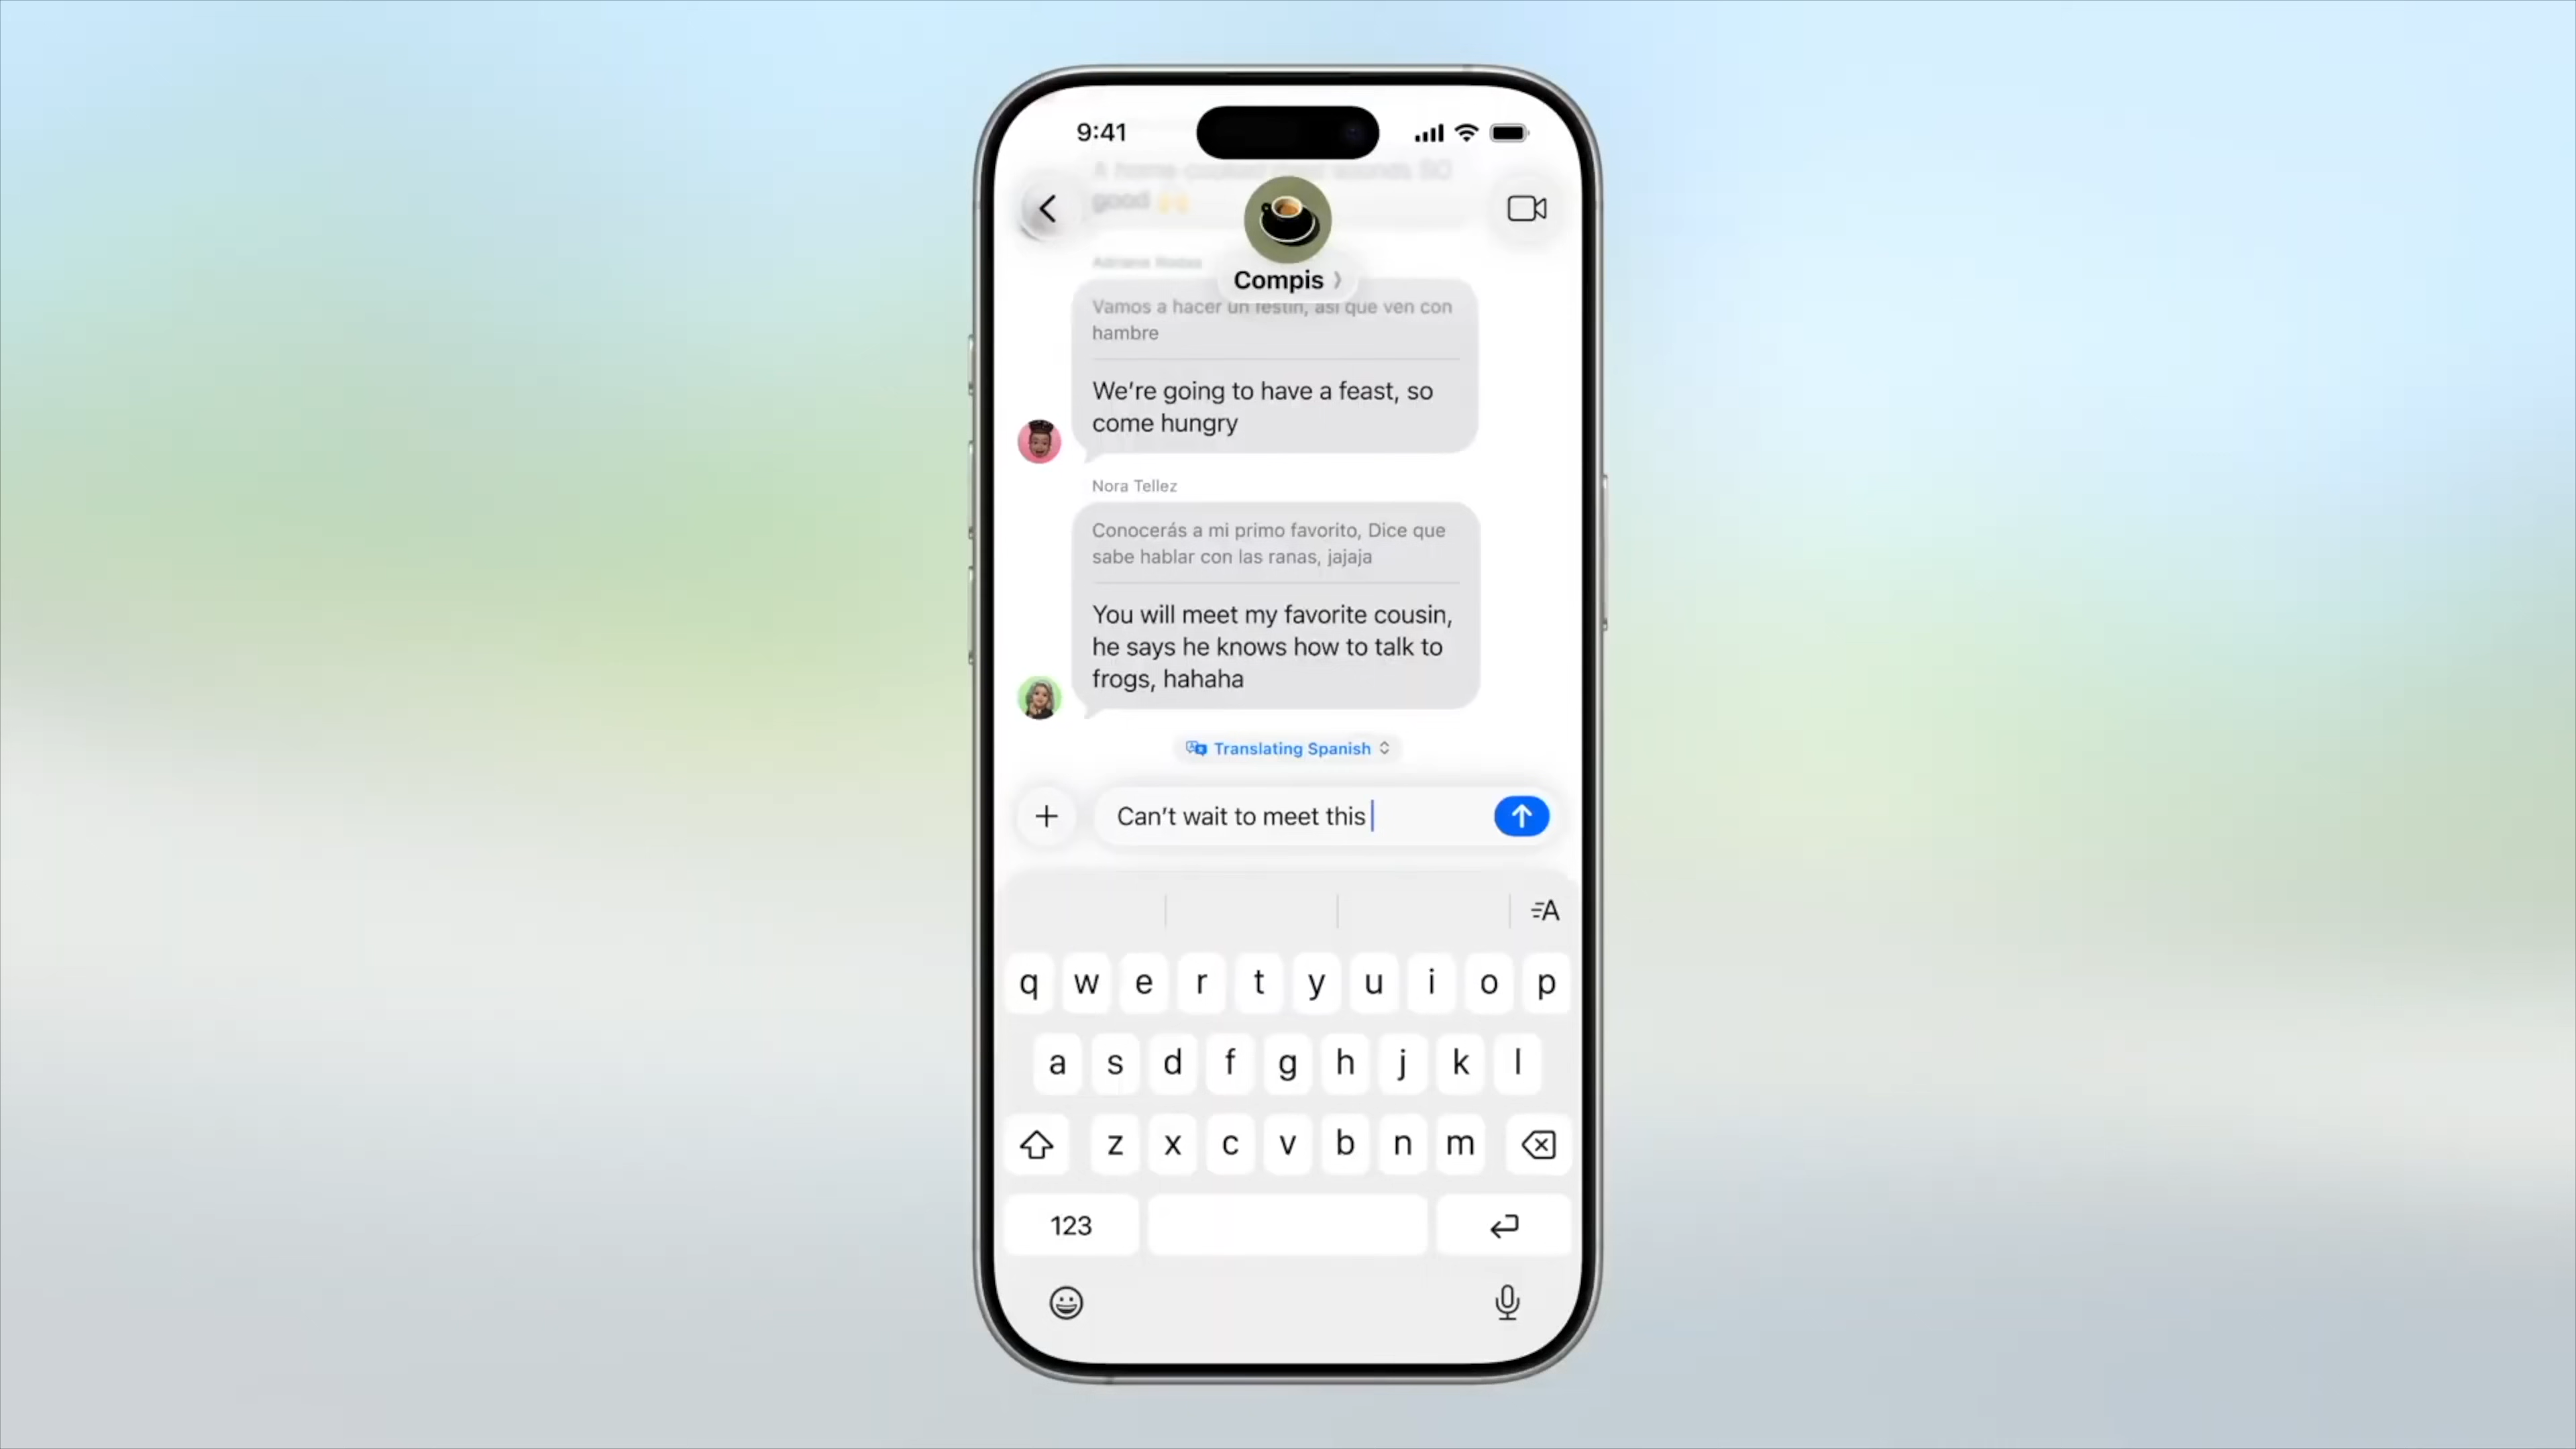 9:41
good 🙌
Adriana Rodas
Compis
Vamos a hacer un festín, así que ven con
hambre
We're going to have a feast, so
come hungry
Nora Tellez
Conocerás a mi primo favorito, Dice que
sabe hablar con las ranas, jajaja
You will meet my favorite cousin,
he says he knows how to talk to
frogs, hahaha
Translating Spanish
Can't wait to meet this
A
q w e r t y u i o p
a s d f g h j k l
z x c v b n m
123